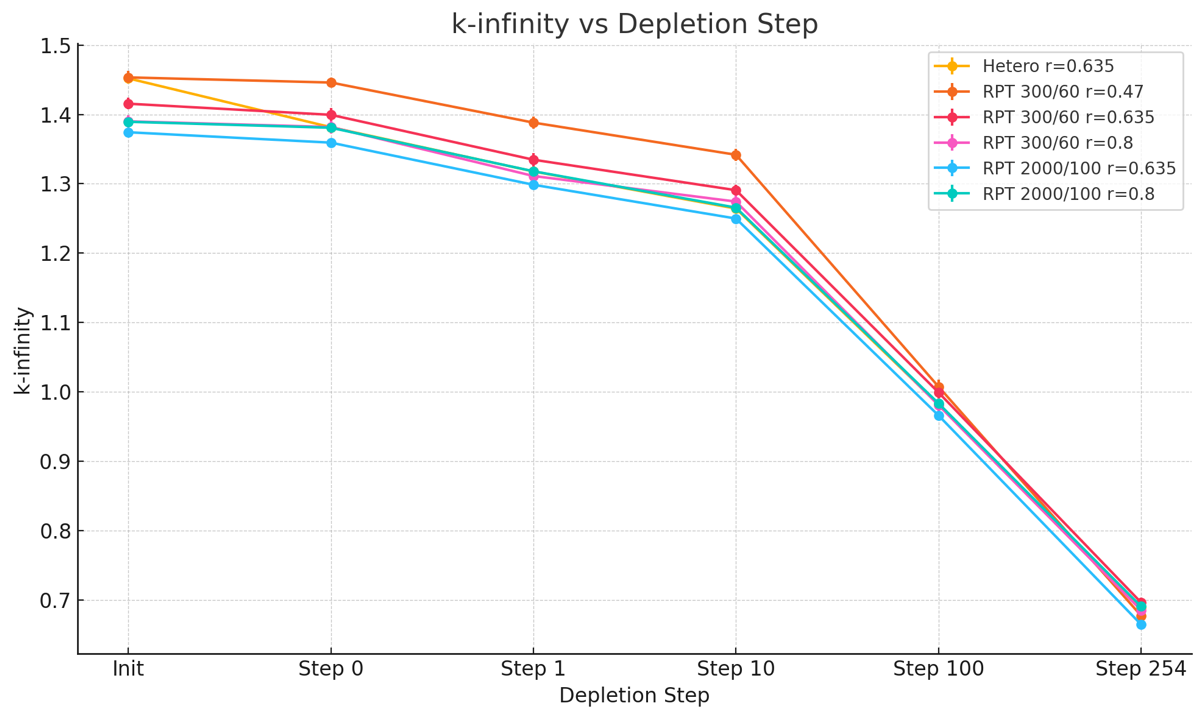 k-infinity vs Depletion Step
1.5
1.4
1.3
1.2
1.1
1.0
0.9
0.8
0.7
k-infinity
Hetero r=0.635
RPT 300/60 r=0.47
RPT 300/60 r=0.635
RPT 300/60 r=0.8
RPT 2000/100 r=0.635
RPT 2000/100 r=0.8
Init Step 0 Step 1 Step 10 Step 100 Step 254
Depletion Step